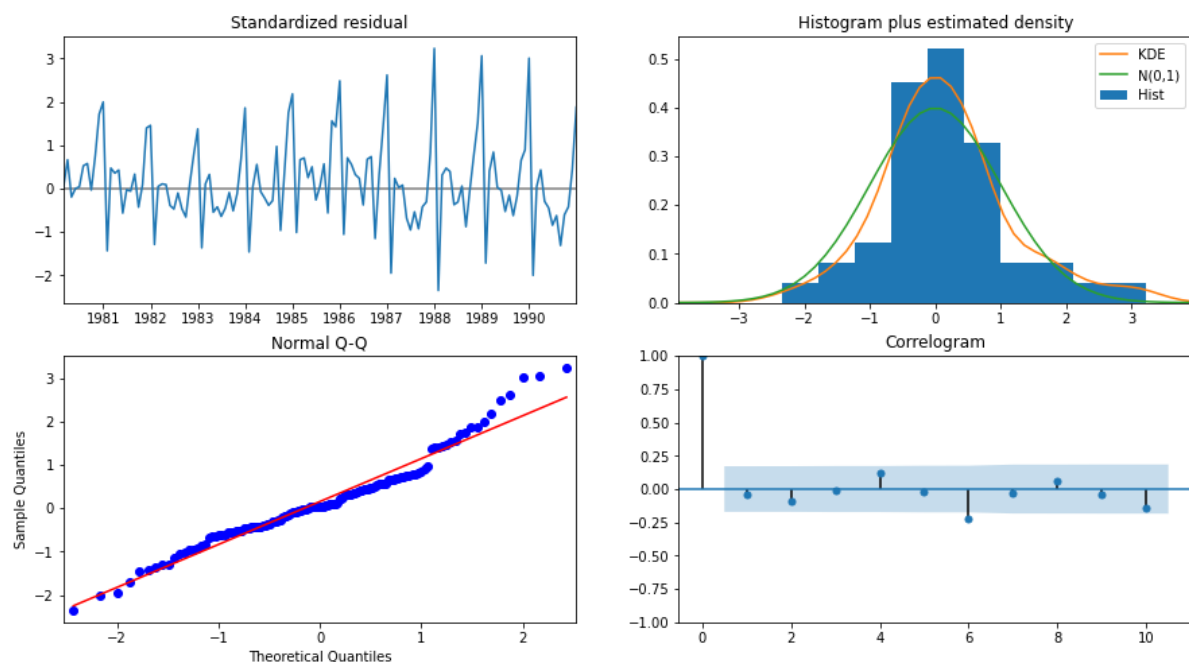 Standardized residual
3
2
1
0
−1
−2
1981 1982 1983 1984 1985 1986 1987 1988 1989 1990
Histogram plus estimated density
KDE
N(0,1)
Hist
0.5
0.4
0.3
0.2
0.1
0.0
−3 −2 −1 0 1 2 3
Normal Q-Q
Sample Quantiles
3
2
1
0
−1
−2
−2 −1 0 1 2
Theoretical Quantiles
Correlogram
1.00
0.75
0.50
0.25
0.00
−0.25
−0.50
−0.75
−1.00
0 2 4 6 8 10